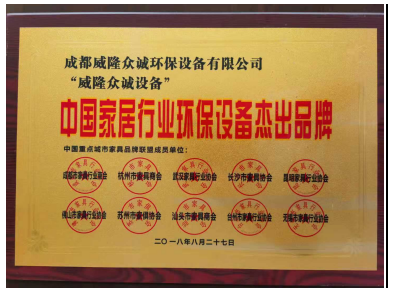 成都威隆众诚环保设备有限公司
“威隆众诚设备”
中国家居行业环保设备杰出品牌
中国重点城市家具品牌联盟成员单位：
成都市家具行业商会 杭州市家具商会 武汉家具行业协会 长沙市家具协会 昆明家具行业协会
佛山市家具行业协会 苏州市家具协会 汕头市家具商会 台州市家具行业协会 无锡市家具协会
二〇一八年八月二十七日